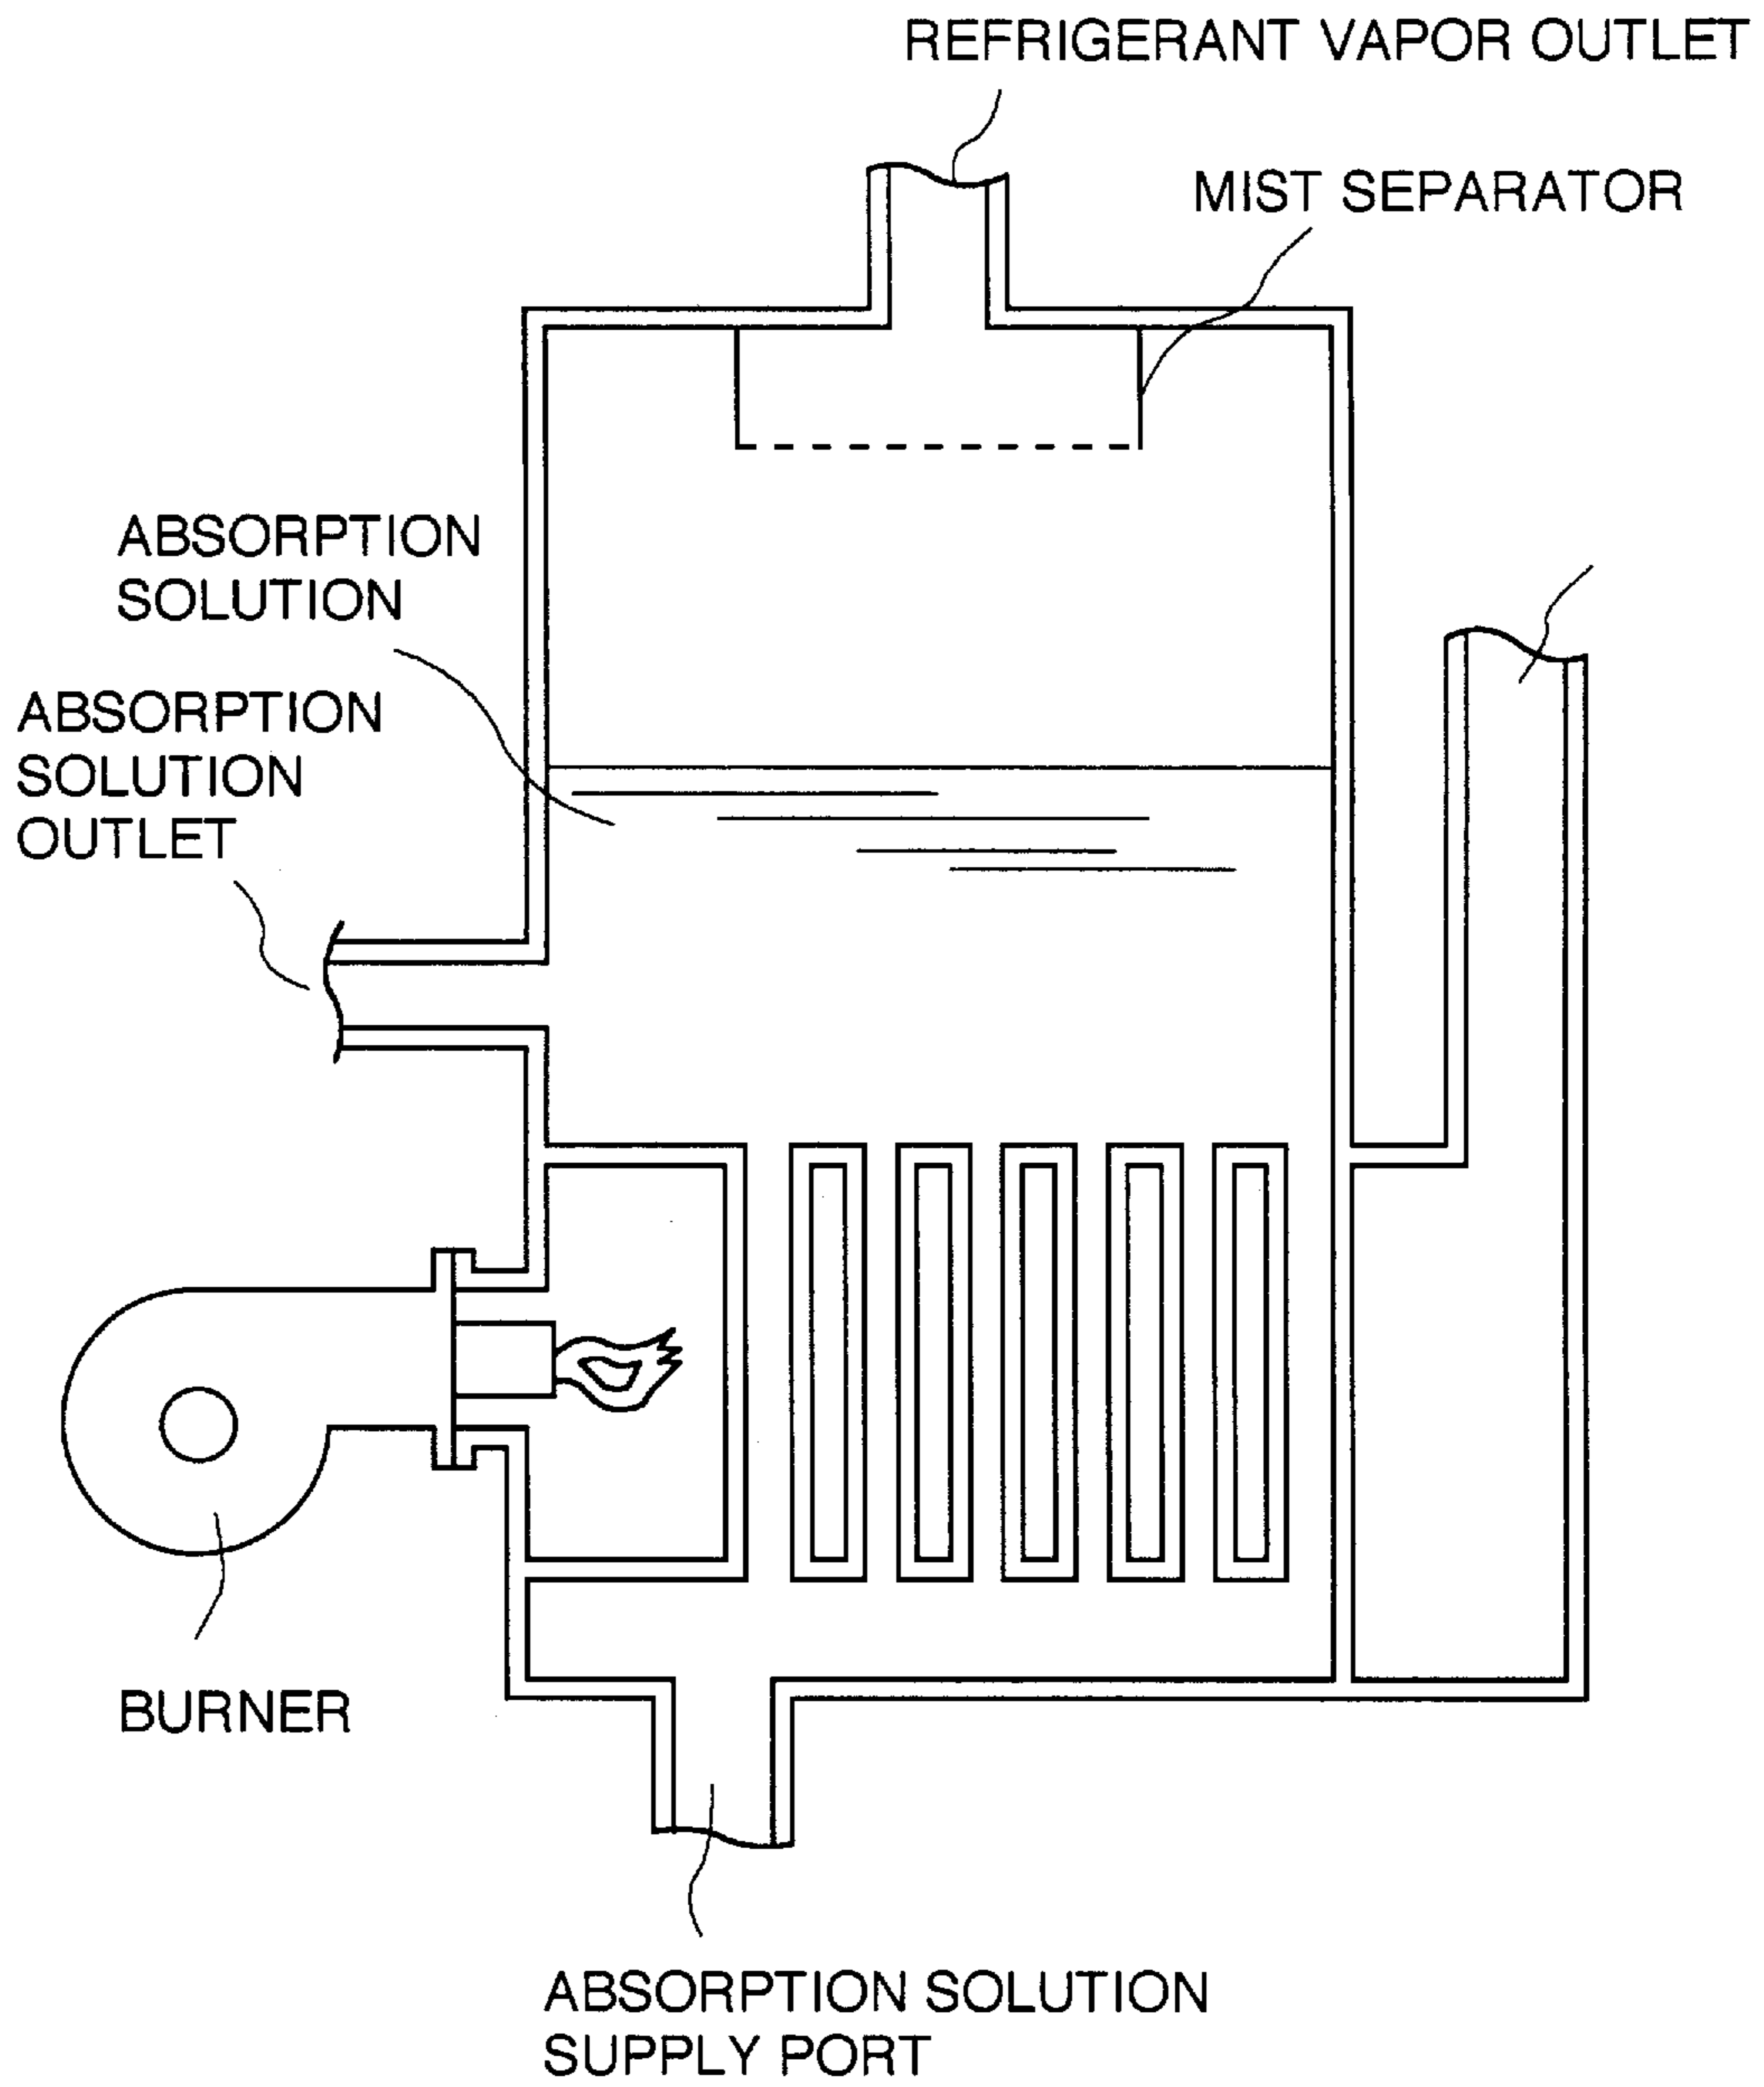 REFRIGERANT VAPOR OUTLET
MIST SEPARATOR
ABSORPTION
SOLUTION
ABSORPTION
SOLUTION
OUTLET
BURNER
ABSORPTION SOLUTION
SUPPLY PORT